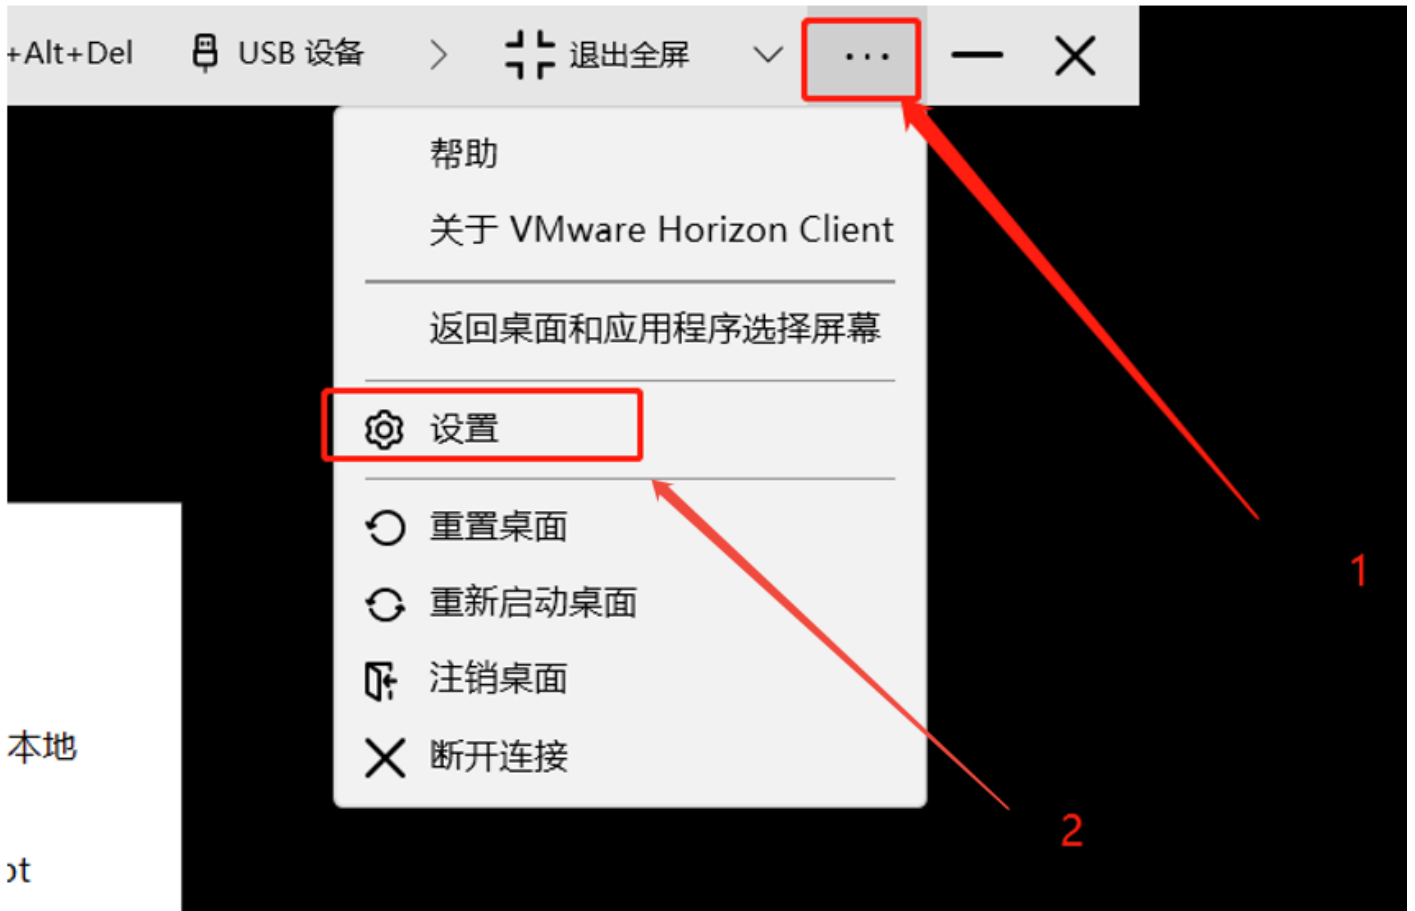 +Alt+Del USB 设备 退出全屏 ...
帮助
关于 VMware Horizon Client
返回桌面和应用程序选择屏幕
设置
重置桌面
1
重新启动桌面
注销桌面
本地
断开连接
2
ot